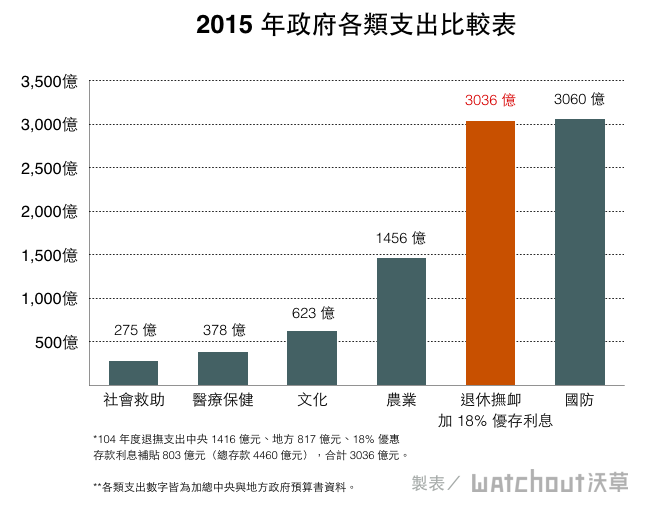 2015 年政府各類支出比較表
3,500億
3,000億
2,500億
2,000億
1,500億
1,000億
500億
275 億
378 億
623 億
1456 億
3036 億
3060 億
社會救助
醫療保健
文化
農業
退休撫卹
加 18% 優存利息
國防
*104 年度退撫支出中央 1416 億元、地方 817 億元、18% 優惠
存款利息補貼 803 億元（總存款 4460 億元），合計 3036 億元。
**各類支出數字皆為加總中央與地方政府預算書資料。
製表／ watchout沃草